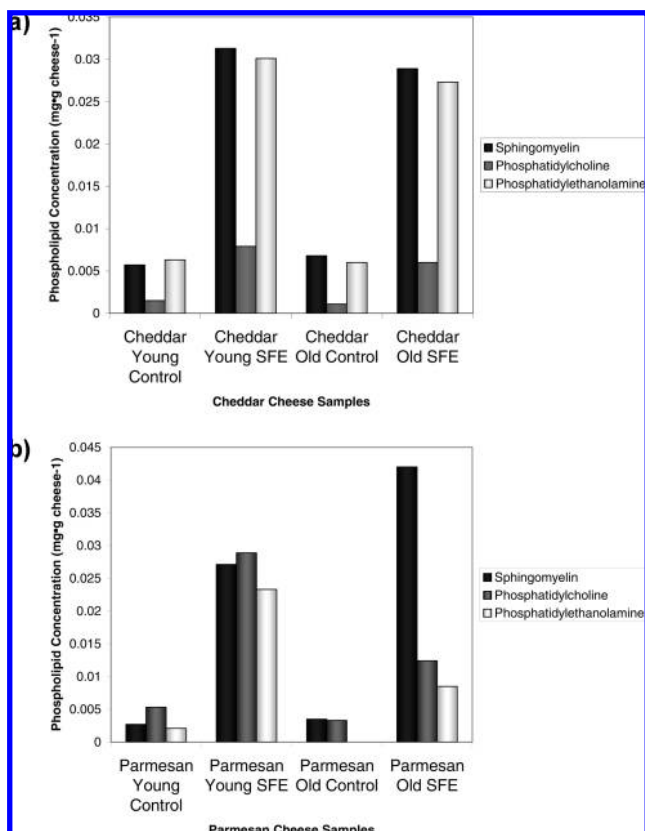 a)
0.035
0.03
0.025
0.02
0.015
0.01
0.005
0
Phospholipid Concentration (mg•g cheese-1)
Sphingomyelin
Phosphatidylcholine
Phosphatidylethanolamine
Cheddar Cheddar Cheddar Cheddar
Young Young SFE Old Control Old SFE
Control
Cheddar Cheese Samples
b)
0.045
0.04
0.035
0.03
0.025
0.02
0.015
0.01
0.005
0
Phospholipid Concentration (mg•g cheese-1)
Sphingomyelin
Phosphatidylcholine
Phosphatidylethanolamine
Parmesan Parmesan Parmesan Parmesan
Young Young SFE Old Control Old SFE
Control
Parmesan Cheese Samples